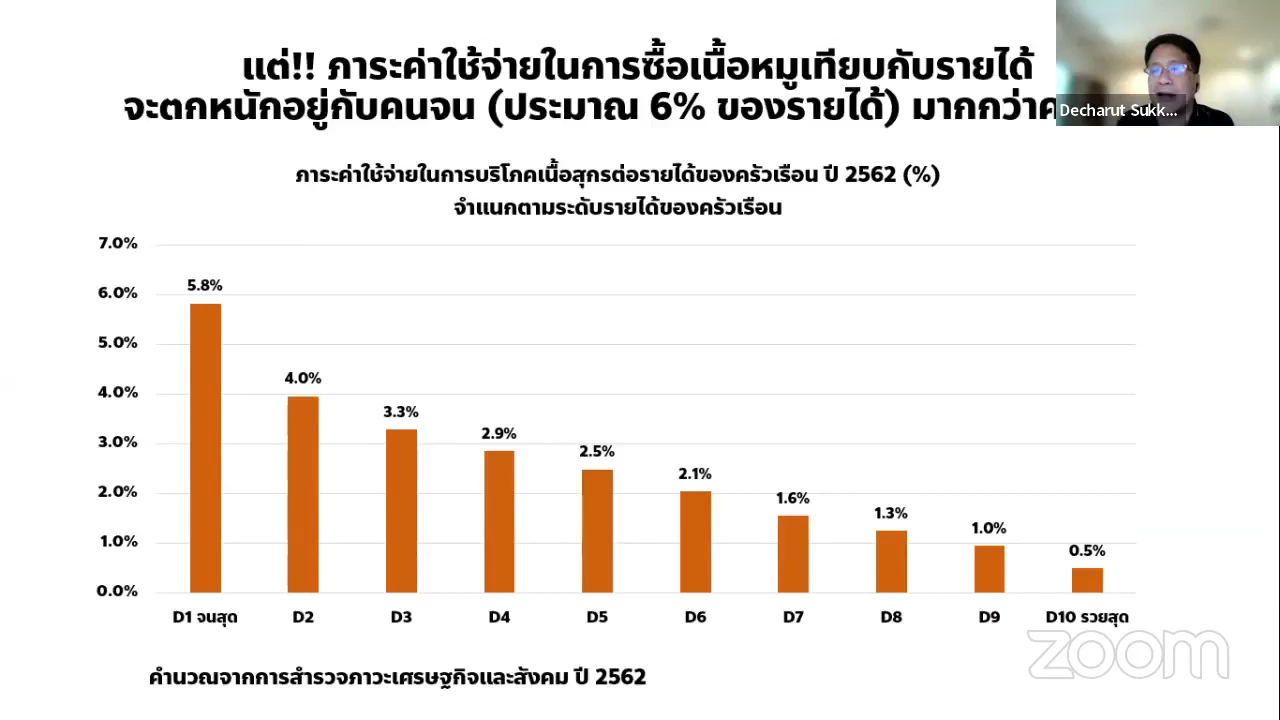 แต่!! ภาระค่าใช้จ่ายในการซื้อเนื้อหมูเทียบกับรายได้
จะตกหนักอยู่กับคนจน (ประมาณ 6% ของรายได้) มากกว่า
Decharut Sukk...
ภาระค่าใช้จ่ายในการบริโภคเนื้อสุกรต่อรายได้ของครัวเรือน ปี 2562 (%)
จำแนกตามระดับรายได้ของครัวเรือน
7.0%
6.0%
5.0%
4.0%
3.0%
2.0%
1.0%
0.0%
5.8%
4.0%
3.3%
2.9%
2.5%
2.1%
1.6%
1.3%
1.0%
0.5%
D1 จนสุด
D2
D3
D4
D5
D6
D7
D8
D9
D10 รวยสุด
zoom
คำนวณจากการสำรวจภาวะเศรษฐกิจและสังคม ปี 2562